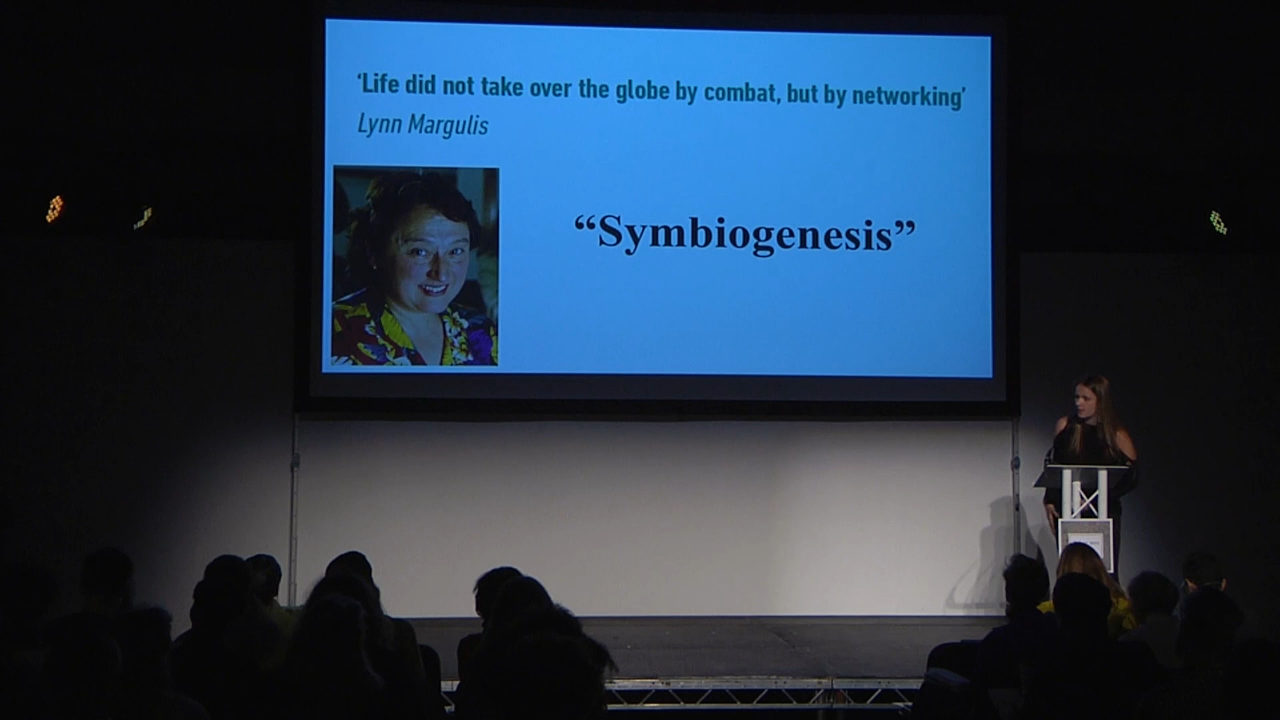 ‘Life did not take over the globe by combat, but by networking’
Lynn Margulis
“Symbiogenesis”